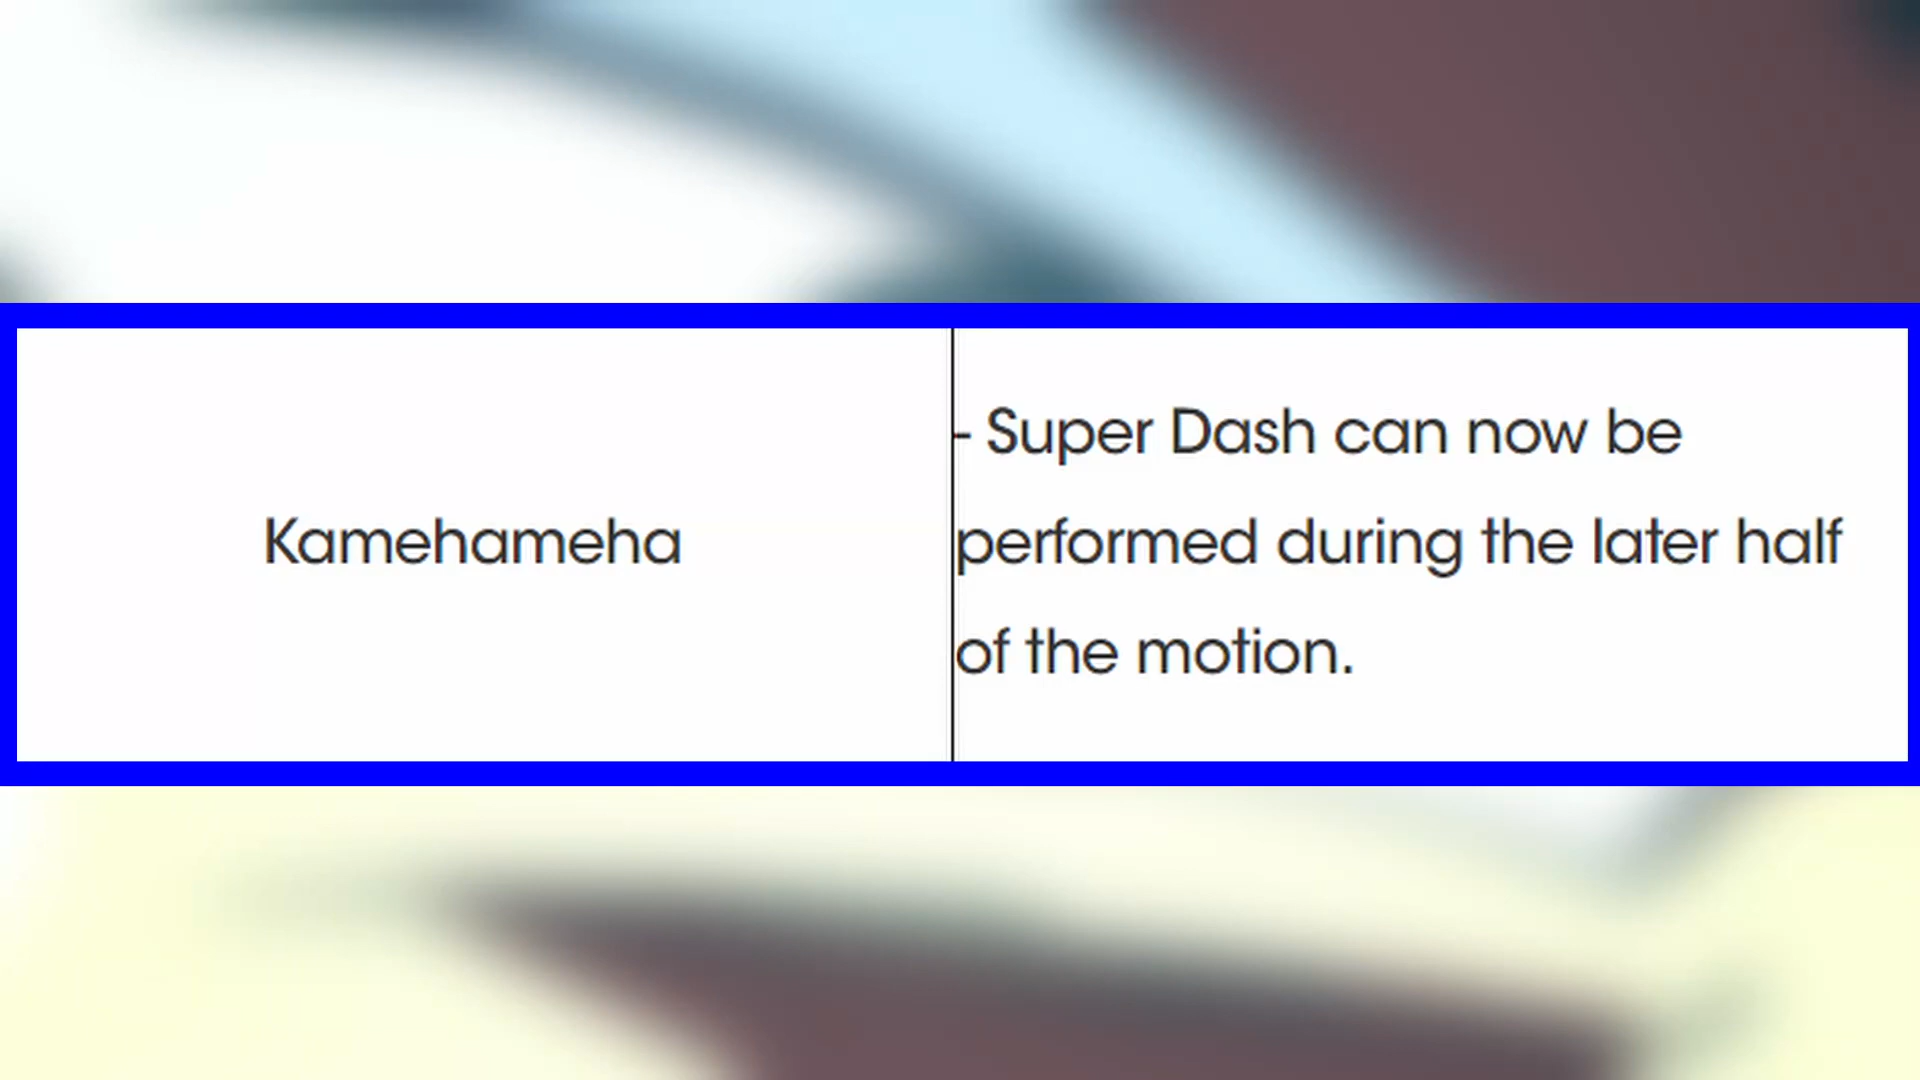 Kamehameha
- Super Dash can now be
performed during the later half
of the motion.